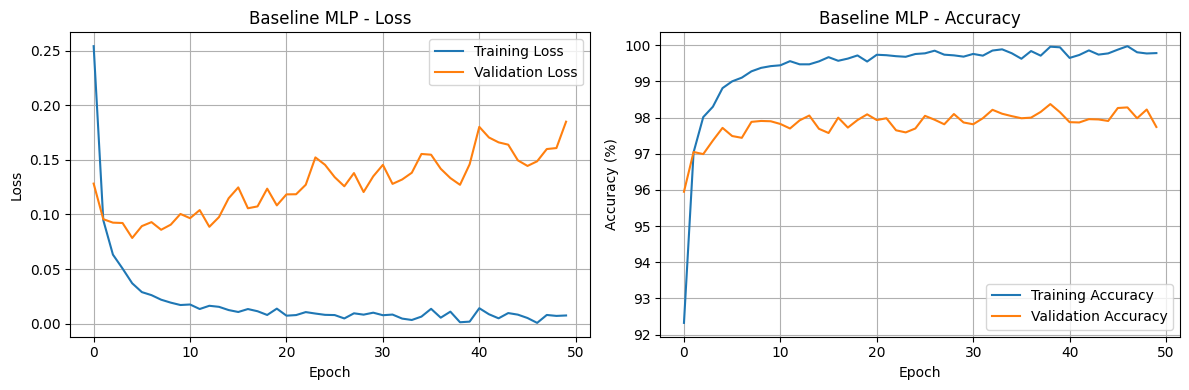 Baseline MLP - Loss
Training Loss
Validation Loss
Loss
0.25
0.20
0.15
0.10
0.05
0.00
0 10 20 30 40 50
Epoch
Baseline MLP - Accuracy
Accuracy (%)
100
99
98
97
96
95
94
93
92
Training Accuracy
Validation Accuracy
0 10 20 30 40 50
Epoch